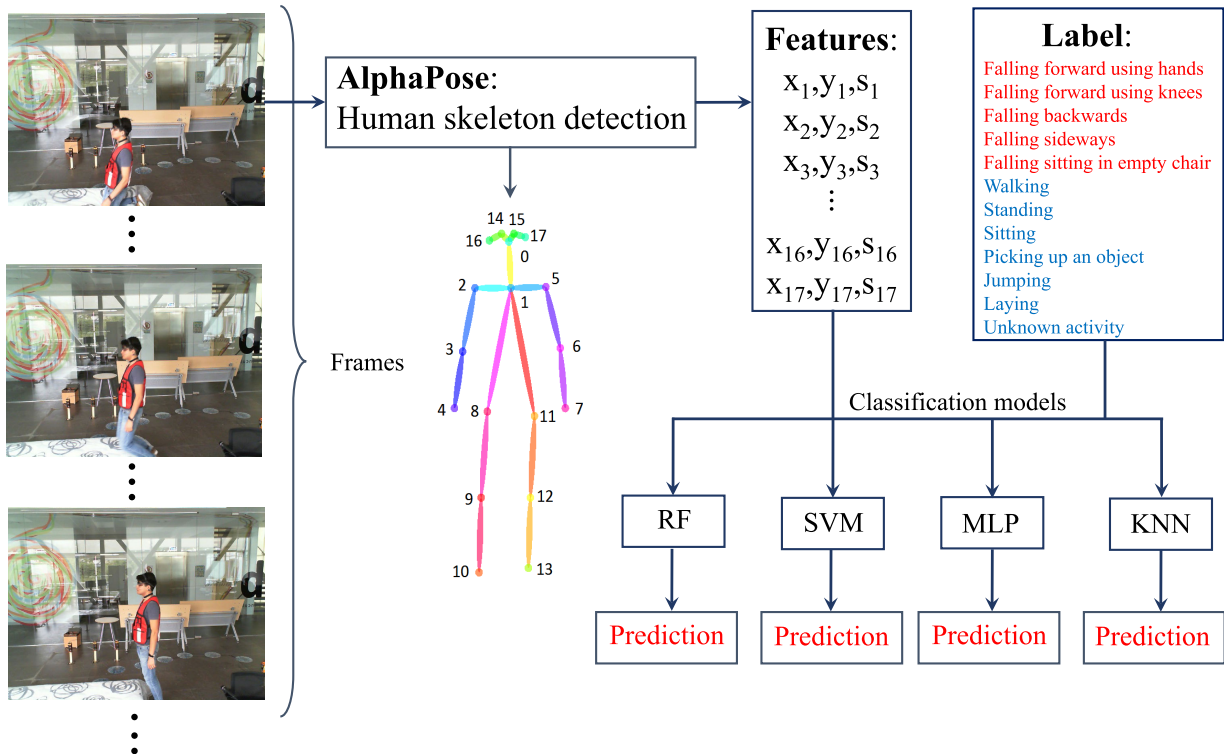 AlphaPose:
Human skeleton detection
Features:
x1,y1,s1
x2,y2,s2
x3,y3,s3
⋮
x16,y16,s16
x17,y17,s17
Label:
Falling forward using hands
Falling forward using knees
Falling backwards
Falling sideways
Falling sitting in empty chair
Walking
Standing
Sitting
Picking up an object
Jumping
Laying
Unknown activity
d
d
d
Frames
14 15
16 17
0
2 5
1
3 6
4 8 7
11
9 12
10 13
Classification models
RF SVM MLP KNN
Prediction Prediction Prediction Prediction